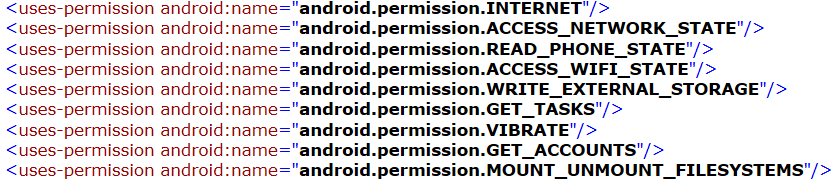 <uses-permission android:name="android.permission.INTERNET"/>
<uses-permission android:name="android.permission.ACCESS_NETWORK_STATE"/>
<uses-permission android:name="android.permission.READ_PHONE_STATE"/>
<uses-permission android:name="android.permission.ACCESS_WIFI_STATE"/>
<uses-permission android:name="android.permission.WRITE_EXTERNAL_STORAGE"/>
<uses-permission android:name="android.permission.GET_TASKS"/>
<uses-permission android:name="android.permission.VIBRATE"/>
<uses-permission android:name="android.permission.GET_ACCOUNTS"/>
<uses-permission android:name="android.permission.MOUNT_UNMOUNT_FILESYSTEMS"/>